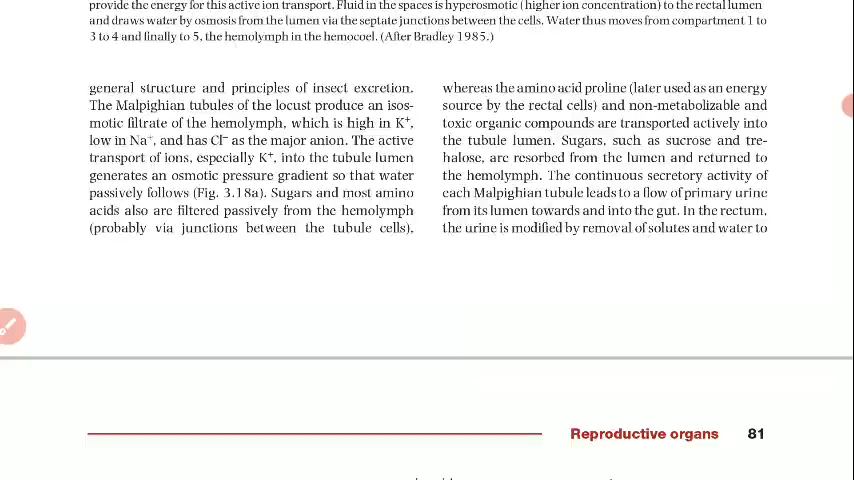 provide the energy for this active ion transport. Fluid in the spaces is hyperosmotic (higher ion concentration) to the rectal lumen
and draws water by osmosis from the lumen via the septate junctions between the cells. Water thus moves from compartment 1 to
3 to 4 and finally to 5, the hemolymph in the hemocoel. (After Bradley 1985.)
general structure and principles of insect excretion.
The Malpighian tubules of the locust produce an isos-
motic filtrate of the hemolymph, which is high in K⁺,
low in Na⁺, and has Cl⁻ as the major anion. The active
transport of ions, especially K⁺, into the tubule lumen
generates an osmotic pressure gradient so that water
passively follows (Fig. 3.18a). Sugars and most amino
acids also are filtered passively from the hemolymph
(probably via junctions between the tubule cells),
whereas the amino acid proline (later used as an energy
source by the rectal cells) and non-metabolizable and
toxic organic compounds are transported actively into
the tubule lumen. Sugars, such as sucrose and tre-
halose, are resorbed from the lumen and returned to
the hemolymph. The continuous secretory activity of
each Malpighian tubule leads to a flow of primary urine
from its lumen towards and into the gut. In the rectum,
the urine is modified by removal of solutes and water to
Reproductive organs 81